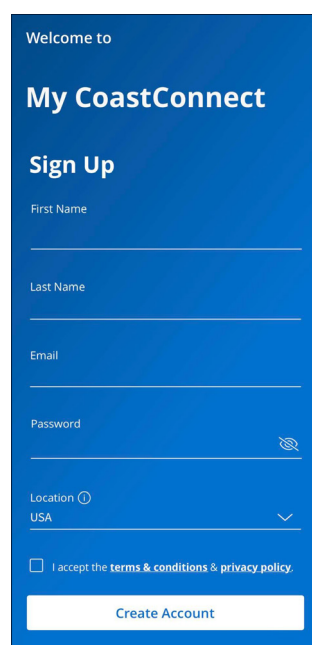 Welcome to
My CoastConnect
Sign Up
First Name
Last Name
Email
Password
Location
USA
I accept the terms & conditions & privacy policy.
Create Account